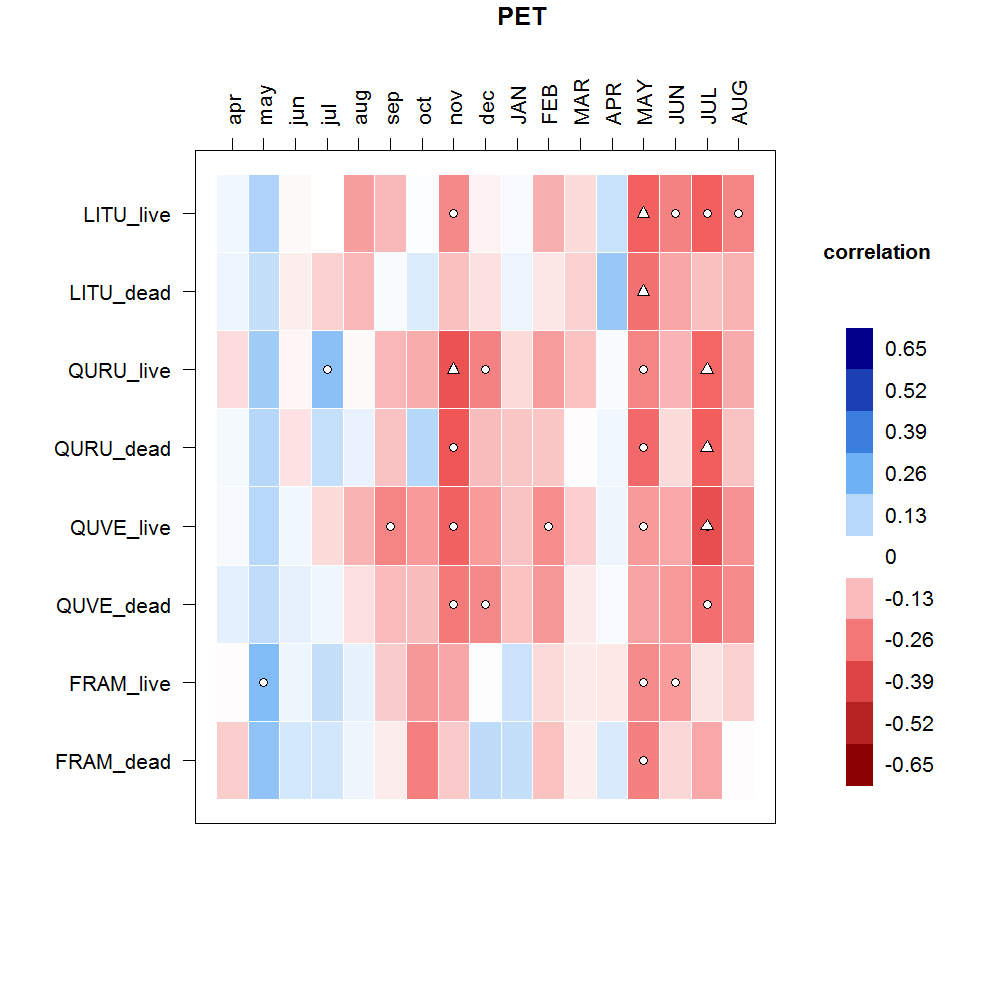 PET
apr may jun jul aug sep oct nov dec JAN FEB MAR APR MAY JUN JUL AUG
LITU_live
LITU_dead
QURU_live
QURU_dead
QUVE_live
QUVE_dead
FRAM_live
FRAM_dead
correlation
0.65
0.52
0.39
0.26
0.13
0
-0.13
-0.26
-0.39
-0.52
-0.65